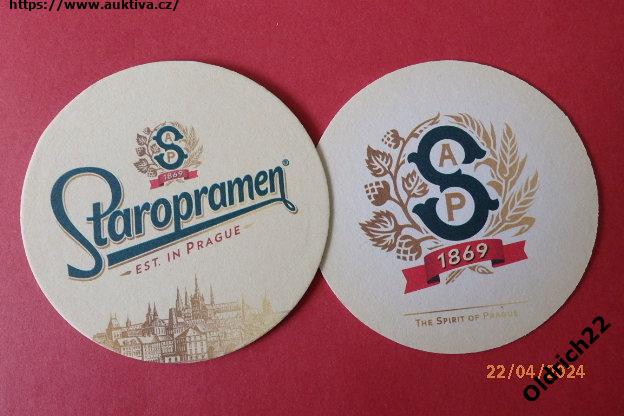 https://www.auktiva.cz/
A
S
P
1869
Staropramen®
EST. IN PRAGUE
A
S
P
1869
THE SPIRIT OF PRAGUE
22/04/2024
Oldrich22